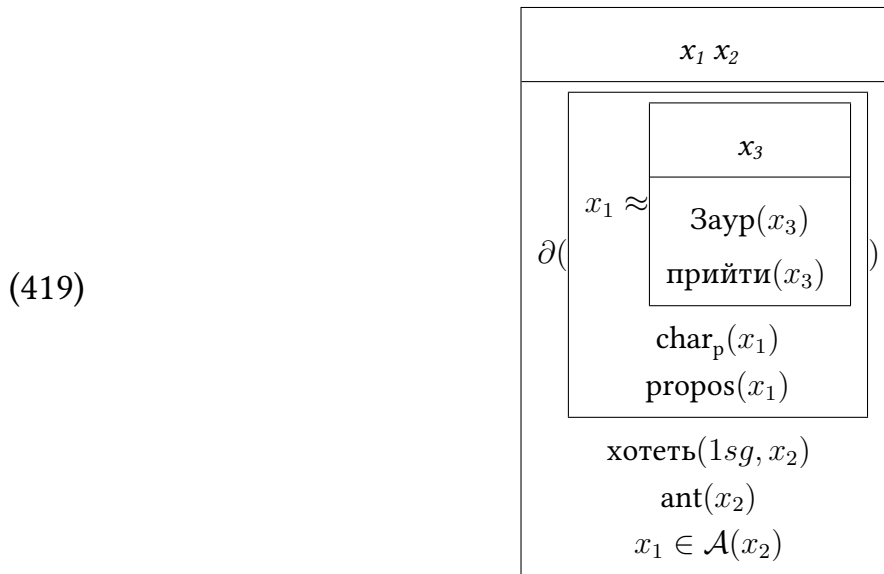 x₁ x₂
x₃
x₁ ≈
Заур(x₃)
∂(
)
прийти(x₃)
(419)
charₚ(x₁)
propos(x₁)
хотеть(1sg, x₂)
ant(x₂)
x₁ ∈ 𝒜(x₂)